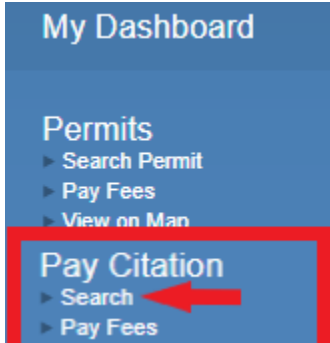 My Dashboard
Permits
Search Permit
Pay Fees
View on Map
Pay Citation
Search
Pay Fees